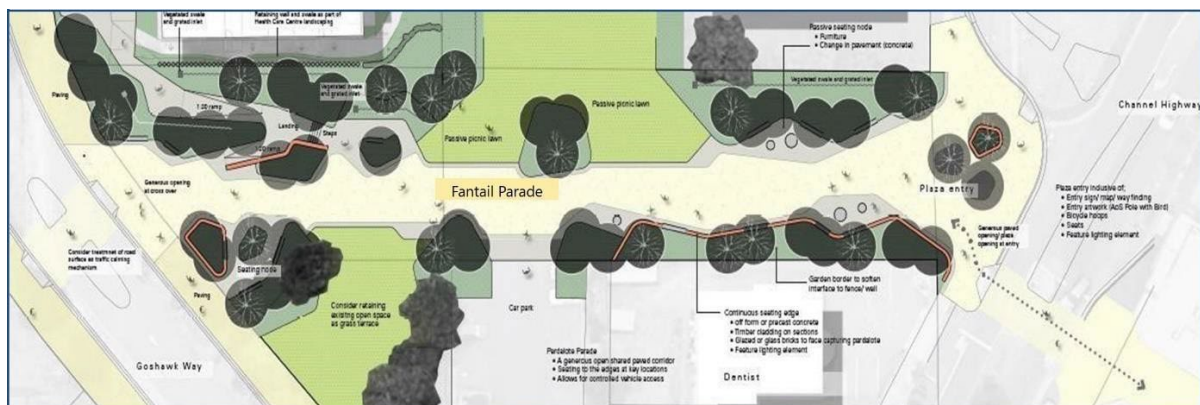 Vegetated swale
and grated inlet
Retaining wall and swale as part of
Health Care Centre landscaping
Passive seating node
• Furniture
• Change in pavement (concrete)
Paving
1:20 ramp
Vegetated swale
and grated inlet
Landing
Steps
1:20 ramp
Passive picnic lawn
Passive picnic lawn
Vegetated swale and grated inlet
Channel Highway
Generous opening
at cross over
Fantail Parade
Plaza entry
Plaza entry inclusive of;
• Entry sign/ map/ way finding
• Entry artwork (AoS Pole with Bird)
• Bicycle hoops
• Seats
• Feature lighting element
Generous paved
opening at entry
Consider treatmnet of road
surface as traffic calming
mechanism
Seating node
Paving
Consider retaining
existing open space
as grass terrace
Car park
Garden border to soften
interface to fence/ wall
Continuous seating edge
• off form or precast concrete
• Timber cladding on sections
• Glazed or glass bricks to face capturing pardalote
• Feature lighting element
Pardalote Parade
• A generous open shared paved corridor
• Seating to the edges at key locations
• Allows for controlled vehicle access
Goshawk Way
Dentist